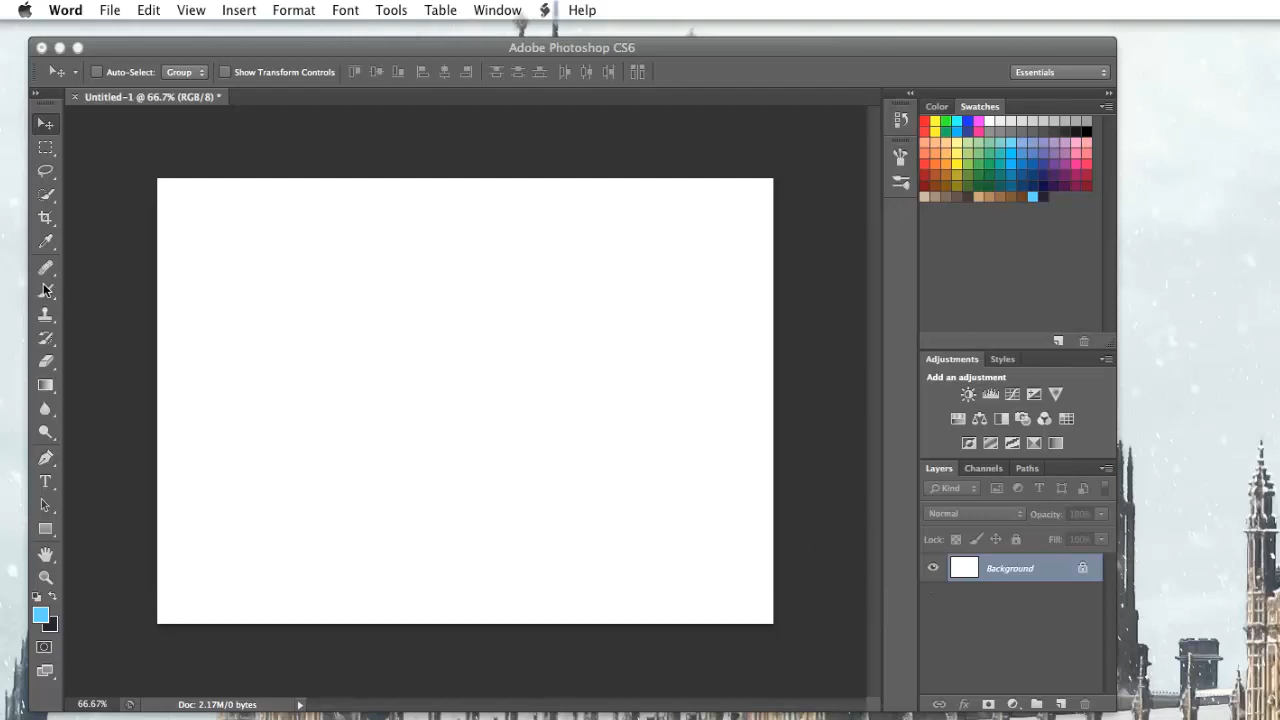 Word File Edit View Insert Format Font Tools Table Window Help
Adobe Photoshop CS6
Auto-Select: Group Show Transform Controls Essentials
Untitled-1 @ 66.7% (RGB/8) *
Color Swatches
Adjustments Styles
Add an adjustment
Layers Channels Paths
Kind
Normal Opacity: 100%
Lock: Fill: 100%
Background
66.67% Doc: 2.17M/0 bytes